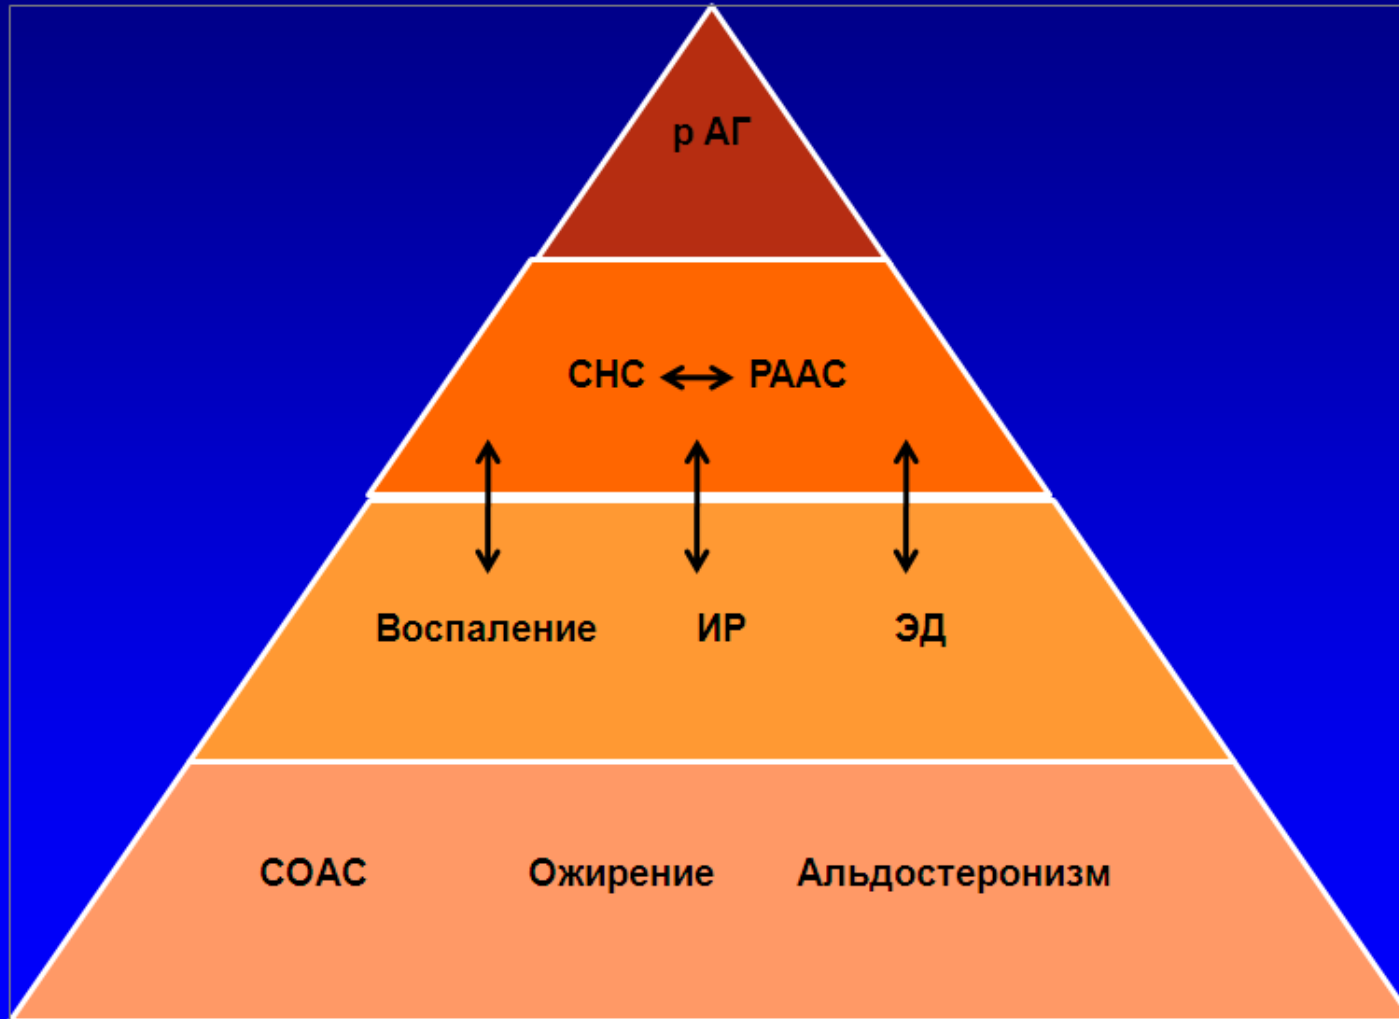 р АГ
СНС РААС
Воспаление ИР ЭД
СОАС Ожирение Альдостеронизм